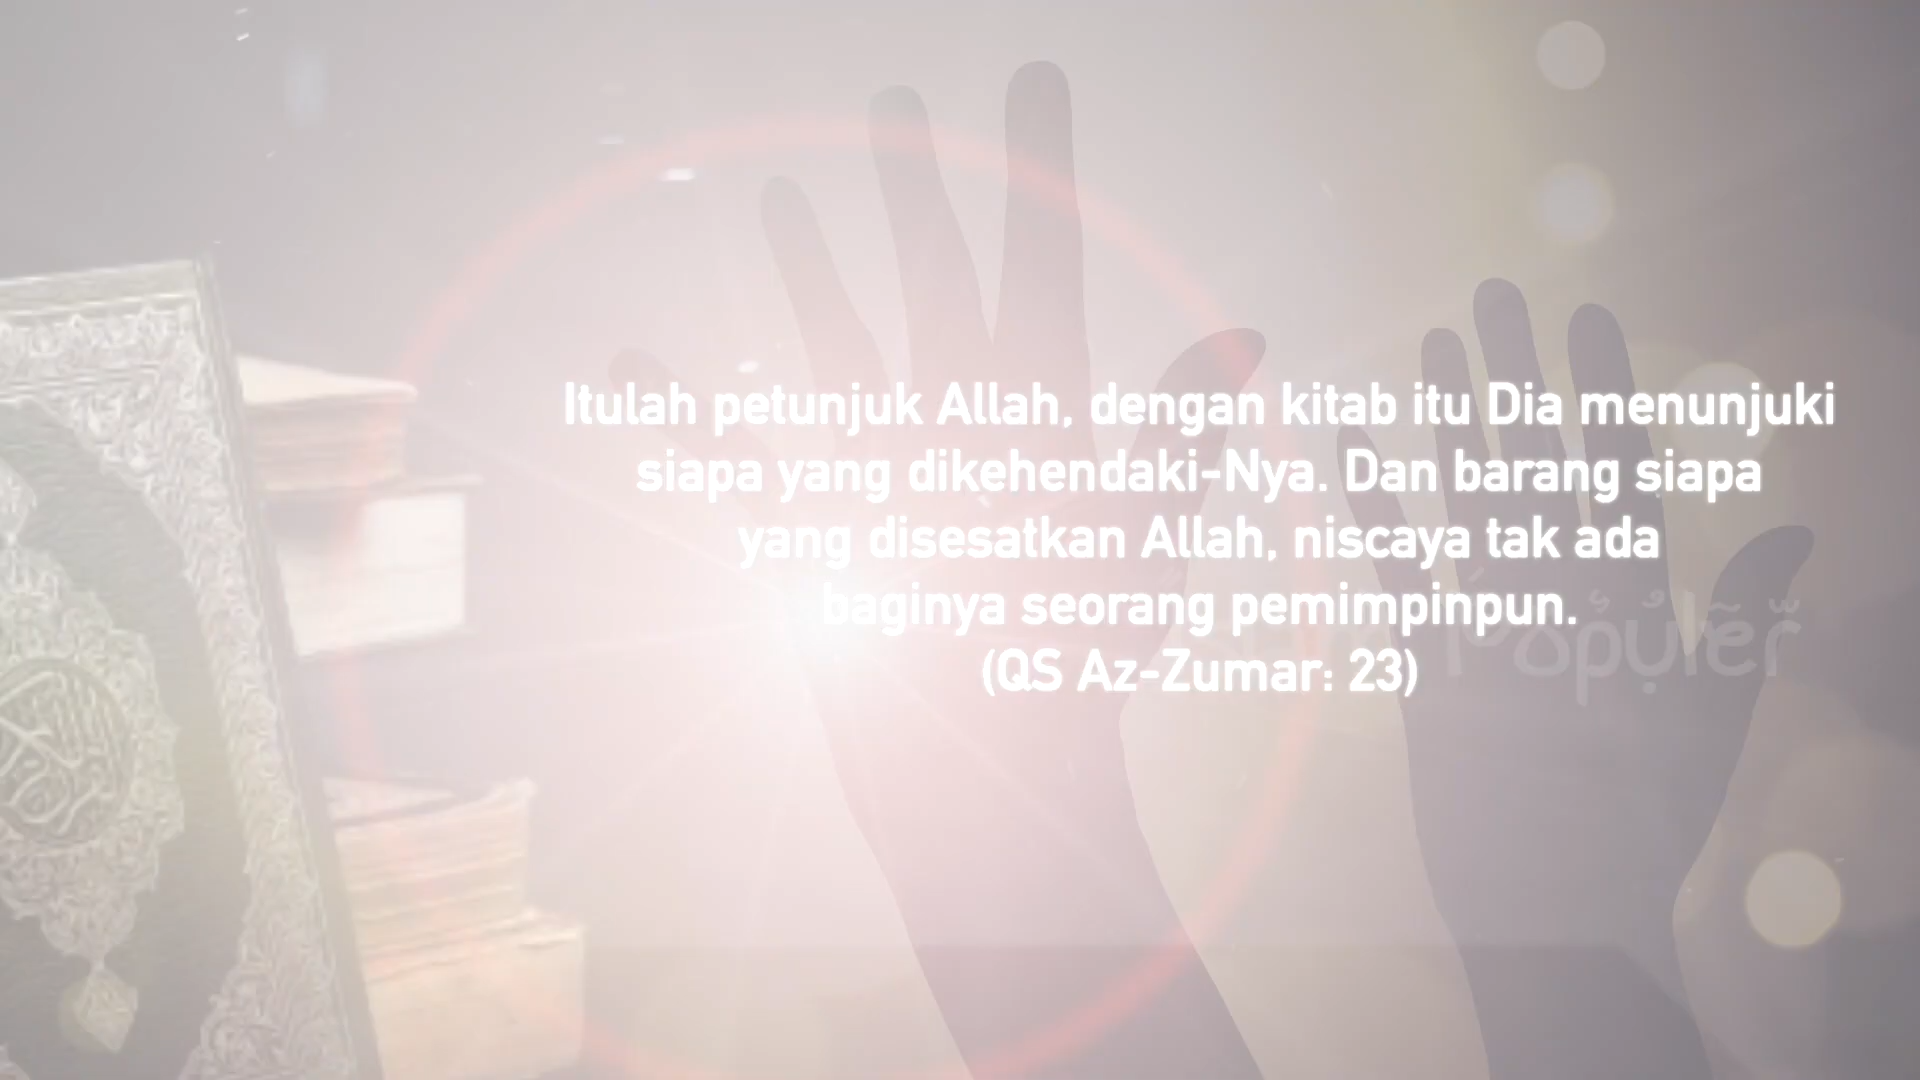 Itulah petunjuk Allah, dengan kitab itu Dia menunjuki
siapa yang dikehendaki-Nya. Dan barang siapa
yang disesatkan Allah, niscaya tak ada
baginya seorang pemimpinpun.
(QS Az-Zumar: 23)
Populer